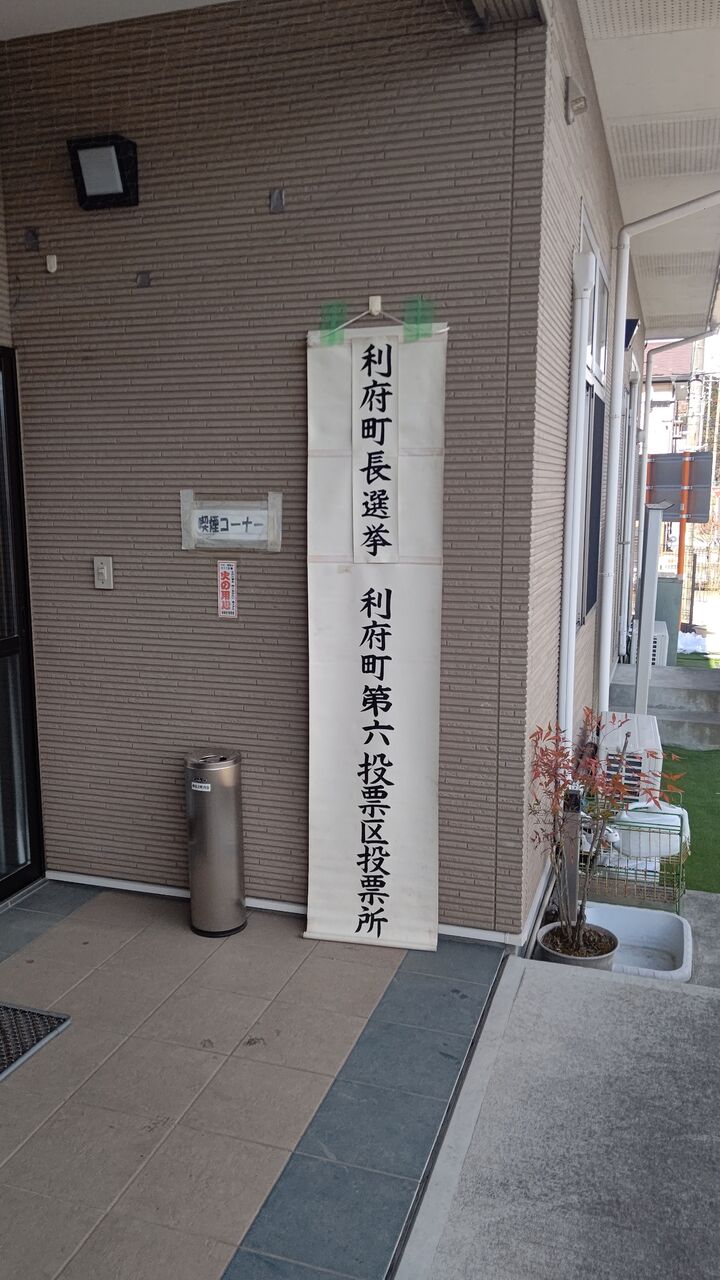 利府町長選挙
利府町第六投票区投票所
喫煙コーナー
火の用心